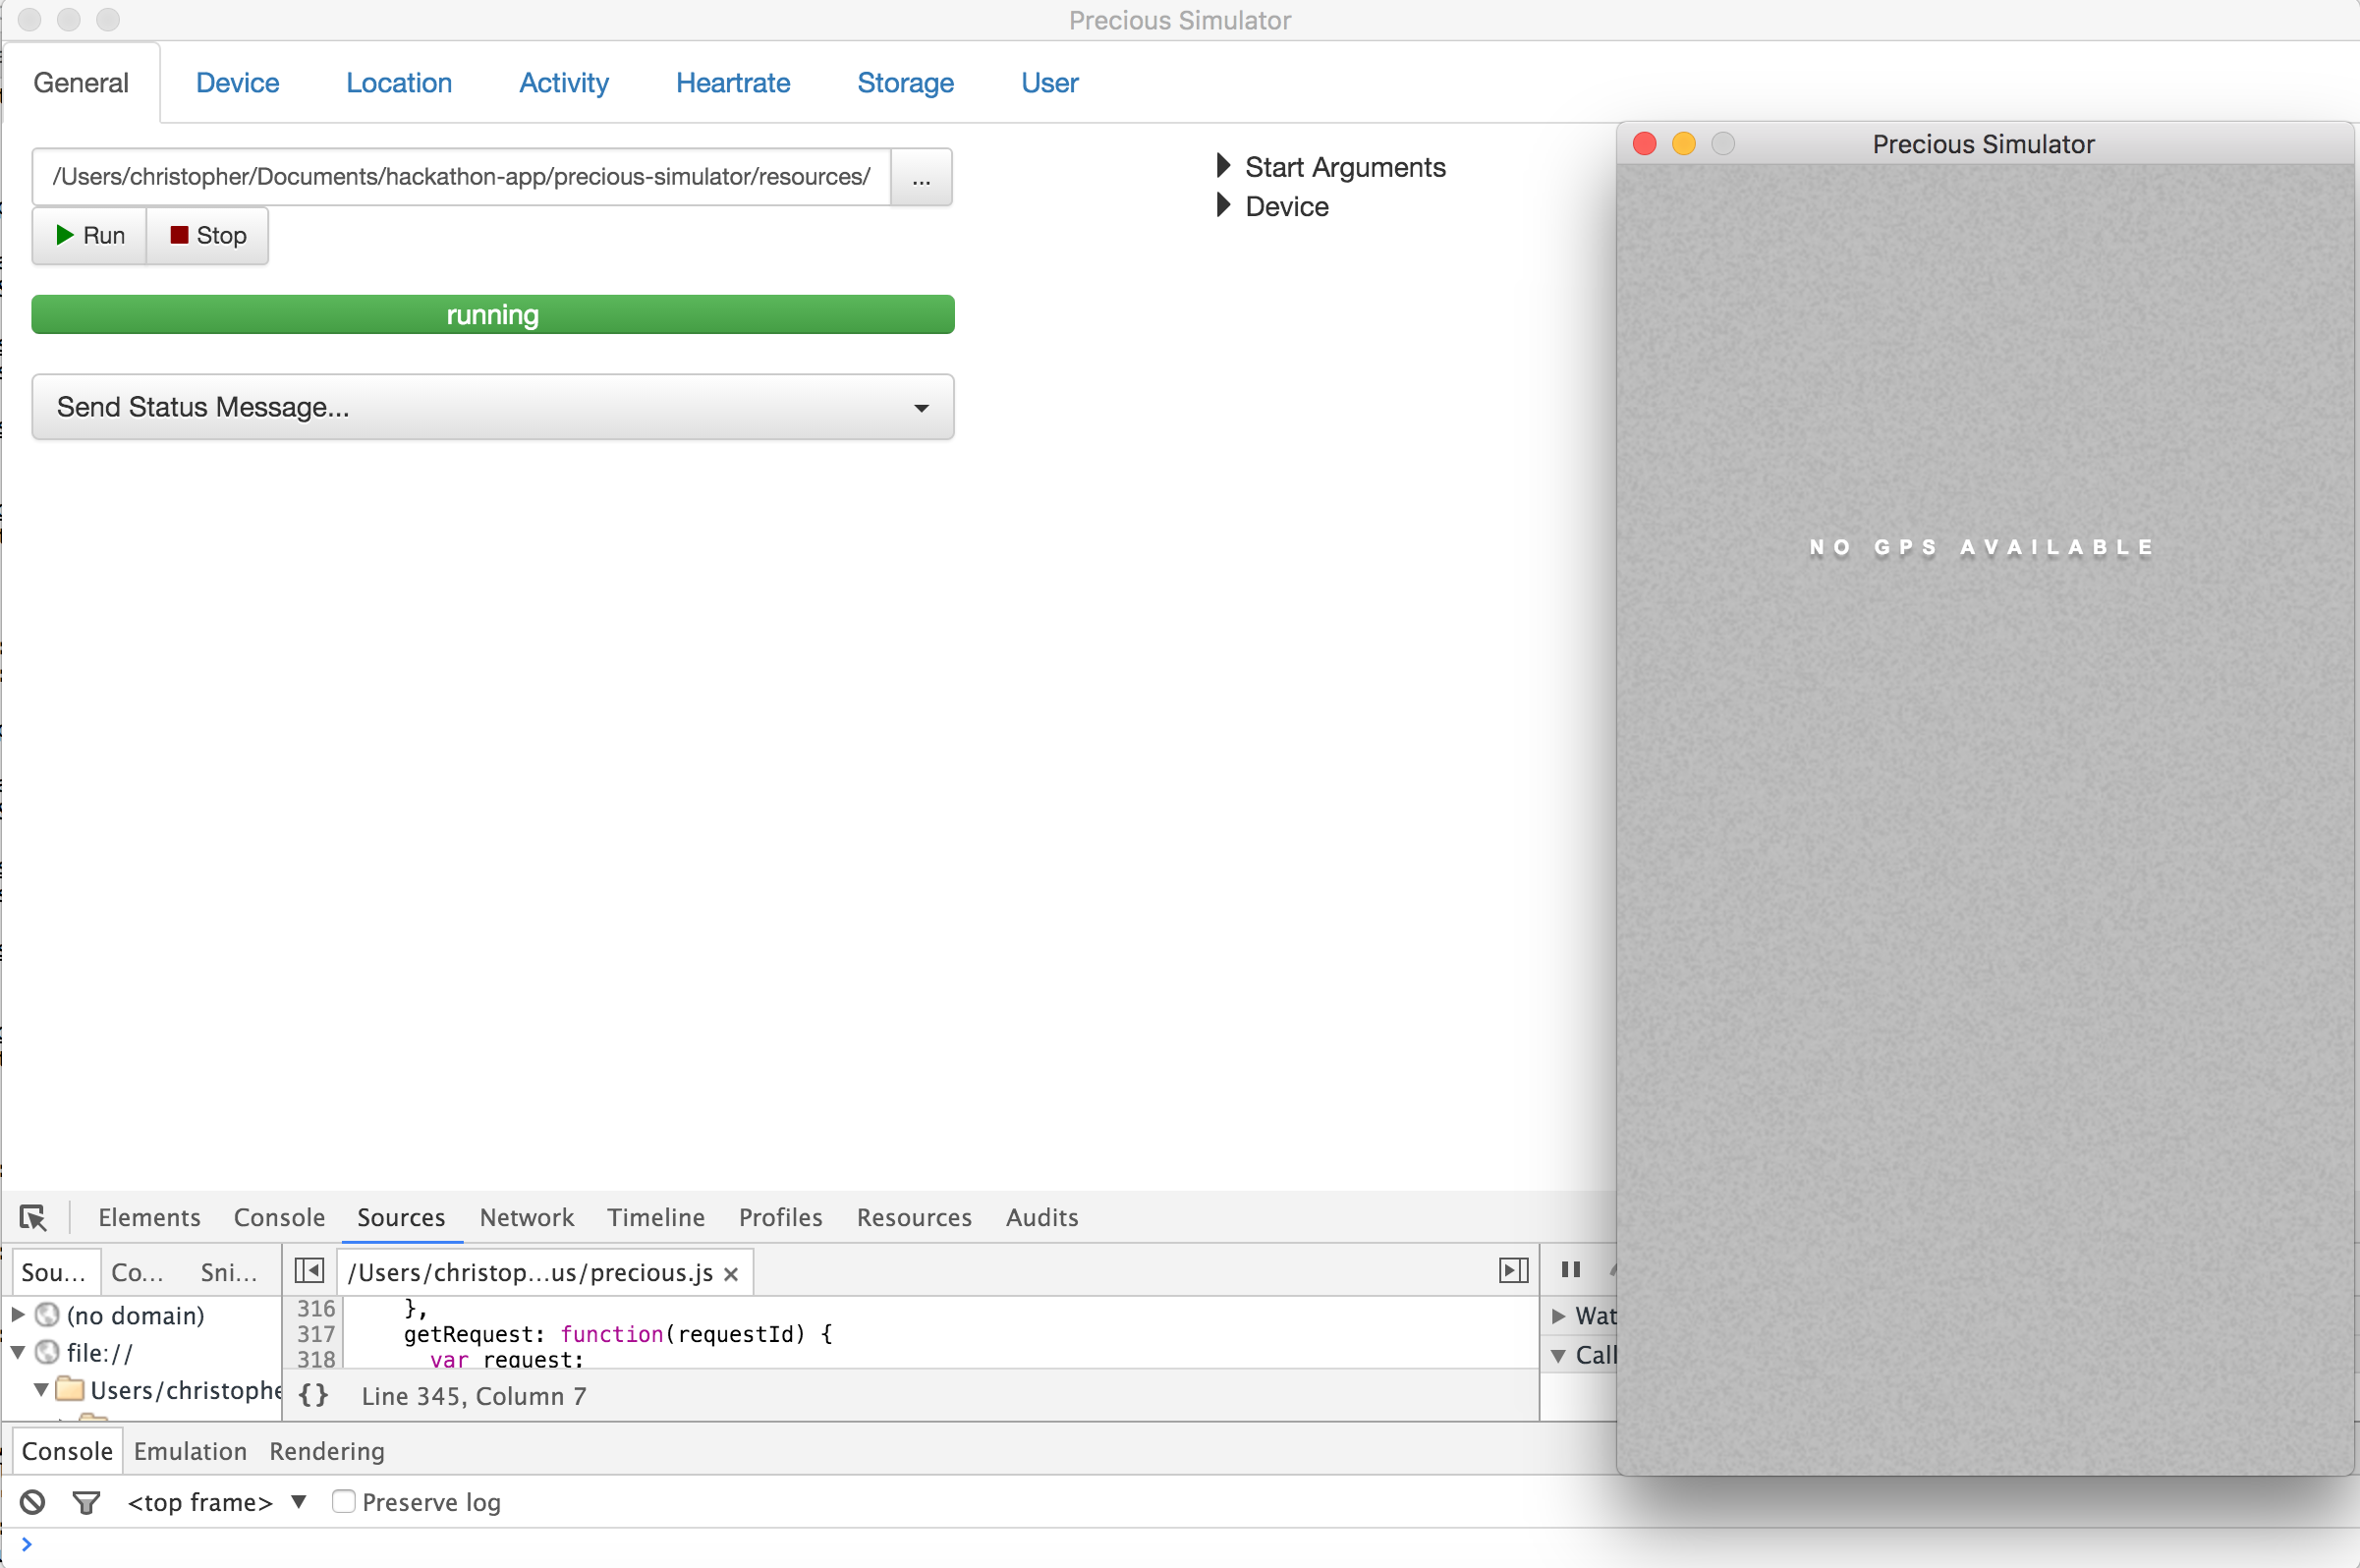 Precious Simulator
General Device Location Activity Heartrate Storage User
/Users/christopher/Documents/hackathon-app/precious-simulator/resources/ ...
Run Stop
running
Send Status Message...
Start Arguments
Device
Precious Simulator
NO GPS AVAILABLE
Elements Console Sources Network Timeline Profiles Resources Audits
Sou... Co... Sni... /Users/christop...us/precious.js ×
(no domain)
file://
Users/christophe
316 },
317 getRequest: function(requestId) {
318 var request;
{} Line 345, Column 7
Wat
Call
Console Emulation Rendering
<top frame> Preserve log